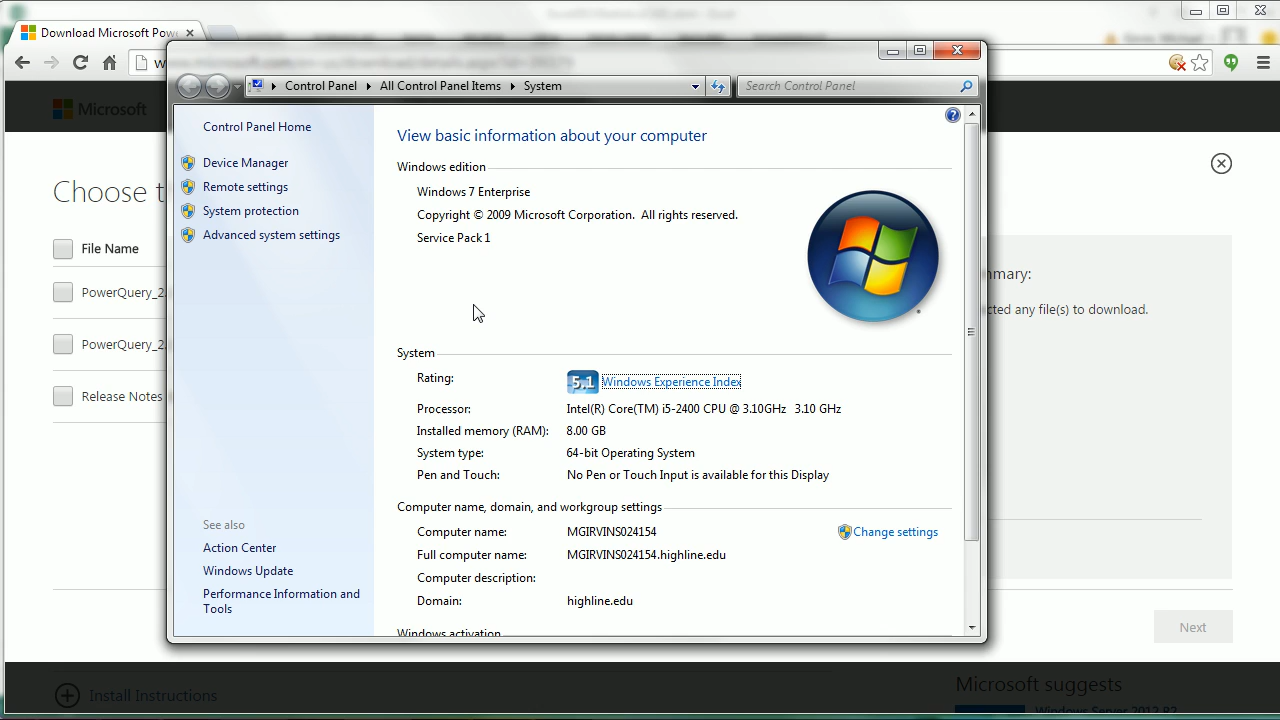 Download Microsoft Pow
Control Panel
All Control Panel Items
System
Search Control Panel
Microsoft
Control Panel Home
Device Manager
Remote settings
System protection
Advanced system settings
See also
Action Center
Windows Update
Performance Information and
Tools
View basic information about your computer
Windows edition
Windows 7 Enterprise
Copyright © 2009 Microsoft Corporation. All rights reserved.
Service Pack 1
System
Rating: 5.1 Windows Experience Index
Processor: Intel(R) Core(TM) i5-2400 CPU @ 3.10GHz 3.10 GHz
Installed memory (RAM): 8.00 GB
System type: 64-bit Operating System
Pen and Touch: No Pen or Touch Input is available for this Display
Computer name, domain, and workgroup settings
Computer name: MGIRVINS024154 Change settings
Full computer name: MGIRVINS024154.highline.edu
Computer description:
Domain: highline.edu
Windows activation
Choose t
File Name
PowerQuery_2.
PowerQuery_2.
Release Notes
mmary:
cted any file(s) to download.
Next
Install Instructions
Microsoft suggests
Windows Server 2012 R2